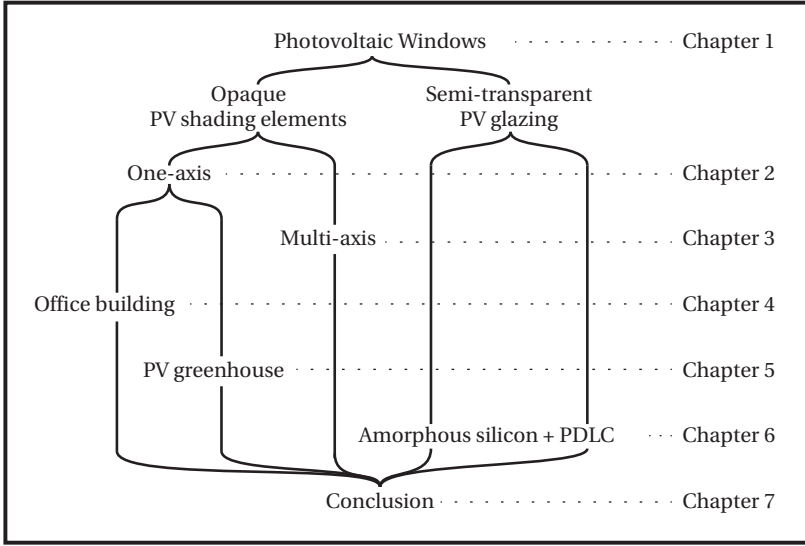 Photovoltaic Windows Chapter 1
Opaque Semi-transparent
PV shading elements PV glazing
One-axis Chapter 2
Multi-axis Chapter 3
Office building Chapter 4
PV greenhouse Chapter 5
Amorphous silicon + PDLC Chapter 6
Conclusion Chapter 7